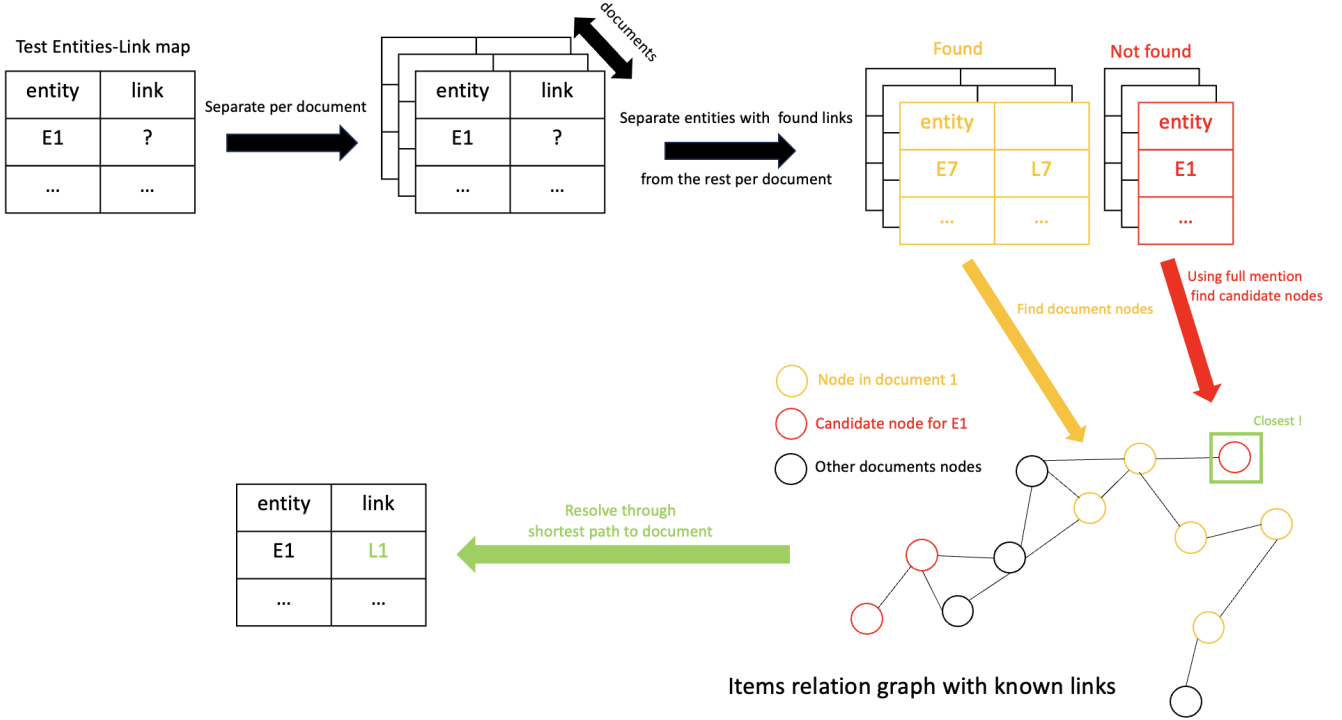 Test Entities-Link map
entity link
E1 ?
... ...
Separate per document
documents
entity link
E1 ?
... ...
Separate entities with found links
from the rest per document
Found
entity
E7 L7
... ...
Not found
entity
E1
...
Find document nodes
Using full mention
find candidate nodes
Node in document 1
Candidate node for E1
Other documents nodes
Closest !
Resolve through
shortest path to document
entity link
E1 L1
... ...
Items relation graph with known links